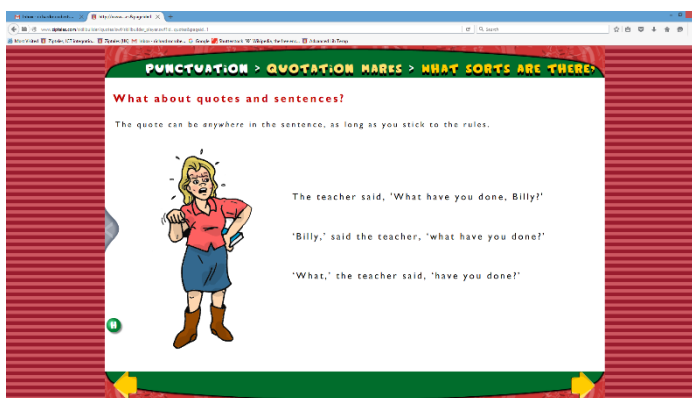 PUNCTUATION > QUOTATION MARKS > WHAT SORTS ARE THERE?
What about quotes and sentences?
The quote can be anywhere in the sentence, as long as you stick to the rules.
The teacher said, ‘What have you done, Billy?’
‘Billy,’ said the teacher, ‘what have you done?’
‘What,’ the teacher said, ‘have you done?’
H